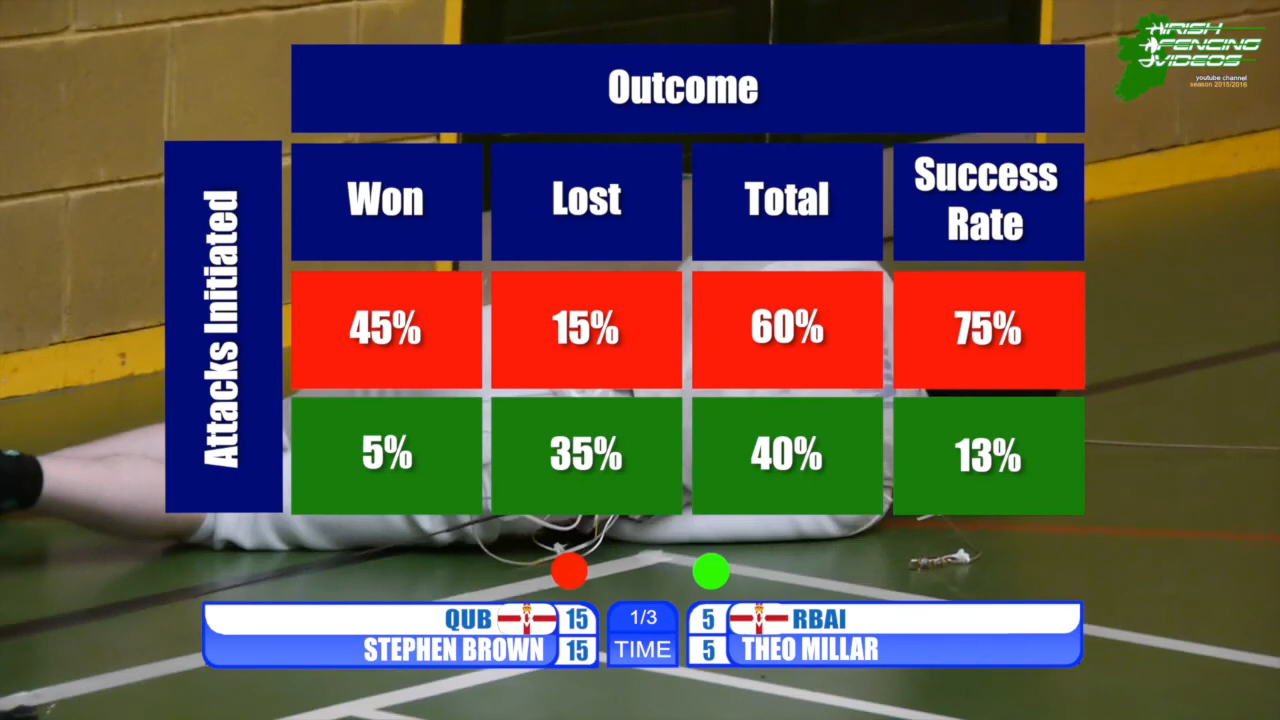 IRISH
FENCING
VIDEOS
youtube channel
season 2015/2016
Outcome
Attacks Initiated
Won Lost Total Success Rate
45% 15% 60% 75%
5% 35% 40% 13%
QUB 15 1/3 5 RBAI
STEPHEN BROWN 15 TIME 5 THEO MILLAR